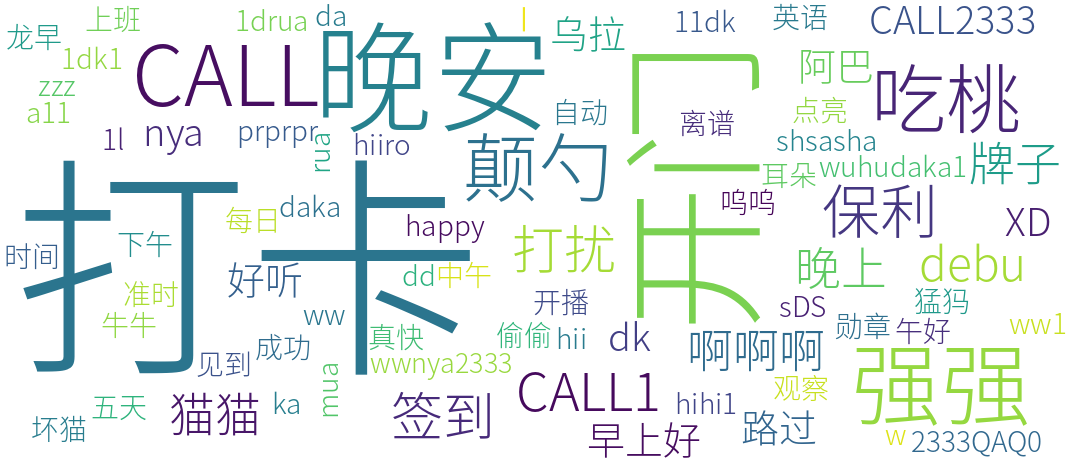 龙早
上班
1drua
da
晚安
l
乌拉
11dk
英语
CALL2333
1dk1
zzz
a11
CALL
阿巴
吃桃
1l
nya
prprpr
rua
hiiro
自动
离谱
点亮
shsasha
颠勺
开门
耳朵
wuhudaka1
牌子
打卡
每日
daka
happy
呜呜
保利
XD
时间
下午
好听
dd
中午
打扰
晚上
debu
准时
牛牛
ww
开播
sDS
猛犸
真快
偷偷
hii
dk
勋章
午好
ww1
见到
成功
wwnya2333
啊啊啊
强强
五天
坏猫
猫猫
ka
mua
签到
CALL1
hihi1
观察
早上好
路过
w
2333QAQ0